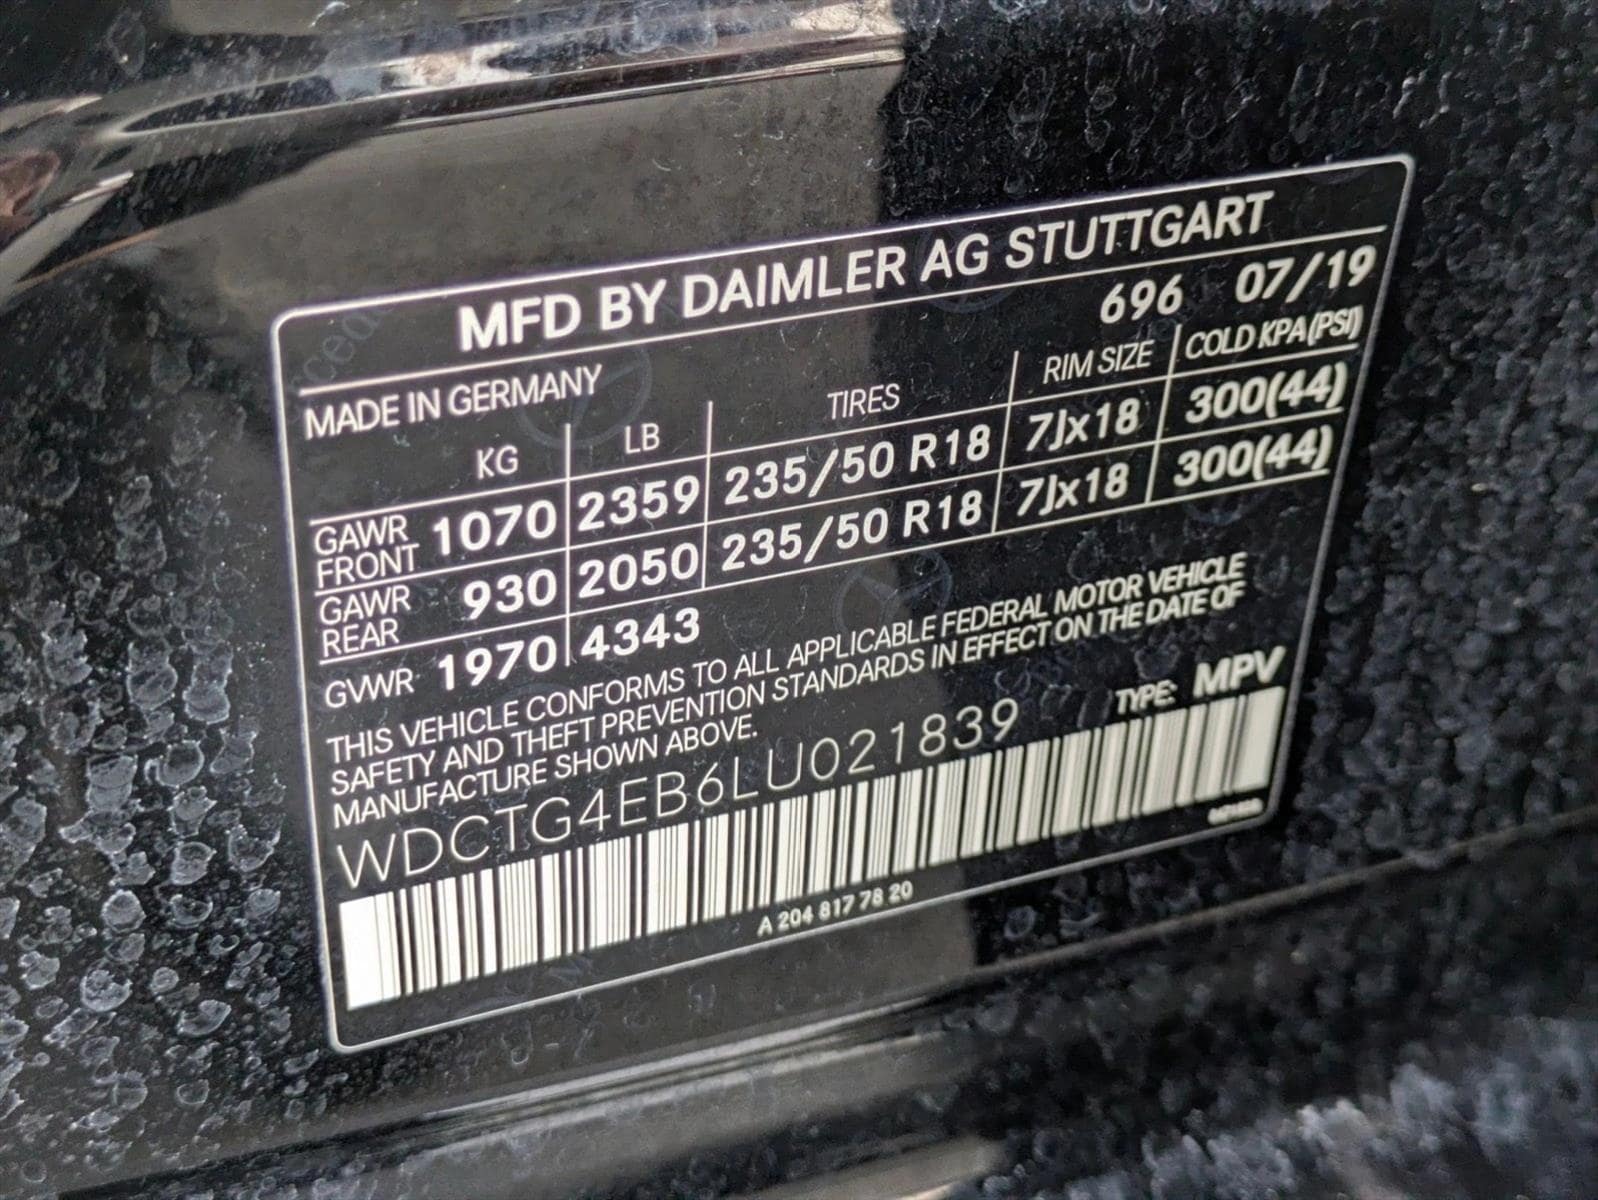 MFD BY DAIMLER AG STUTTGART
696 07/19
MADE IN GERMANY
KG LB TIRES RIM SIZE COLD KPA(PSI)
GAWR FRONT 1070 2359 235/50 R18 7Jx18 300(44)
GAWR REAR 930 2050 235/50 R18 7Jx18 300(44)
GVWR 1970 4343
THIS VEHICLE CONFORMS TO ALL APPLICABLE FEDERAL MOTOR VEHICLE
SAFETY AND THEFT PREVENTION STANDARDS IN EFFECT ON THE DATE OF
MANUFACTURE SHOWN ABOVE.
WDCTG4EB6LU021839 TYPE: MPV
A 204 817 78 20